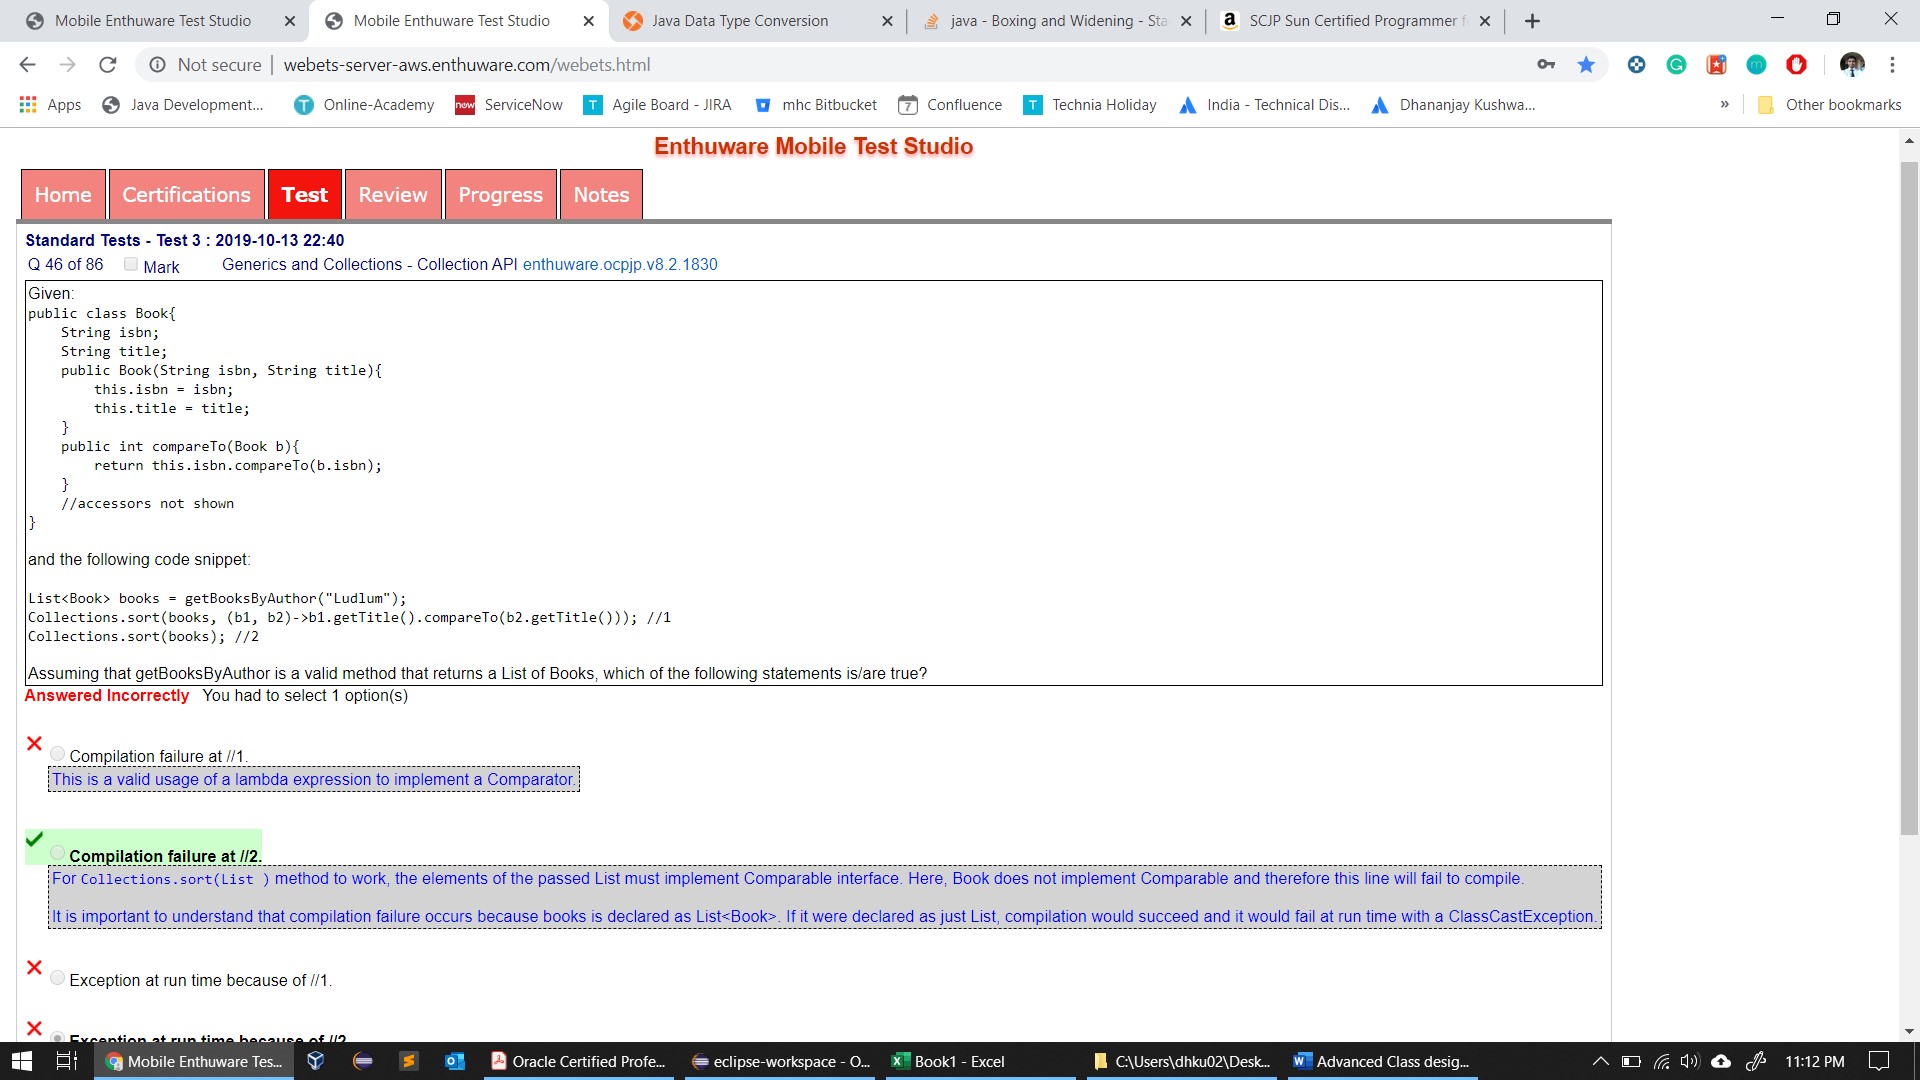 Mobile Enthuware Test Studio
Mobile Enthuware Test Studio
Java Data Type Conversion
java - Boxing and Widening - Sta
SCJP Sun Certified Programmer f
Not secure | webets-server-aws.enthuware.com/webets.html
Apps
Java Development...
Online-Academy
now
ServiceNow
Agile Board - JIRA
mhc Bitbucket
Confluence
Technia Holiday
India - Technical Dis...
Dhananjay Kushwa...
»
Other bookmarks
Enthuware Mobile Test Studio
Home
Certifications
Test
Review
Progress
Notes
Standard Tests - Test 3 : 2019-10-13 22:40
Q 46 of 86 Mark Generics and Collections - Collection API enthuware.ocpjp.v8.2.1830
Given:
public class Book{
String isbn;
String title;
public Book(String isbn, String title){
this.isbn = isbn;
this.title = title;
}
public int compareTo(Book b){
return this.isbn.compareTo(b.isbn);
}
//accessors not shown
}
and the following code snippet:
List<Book> books = getBooksByAuthor("Ludlum");
Collections.sort(books, (b1, b2)->b1.getTitle().compareTo(b2.getTitle())); //1
Collections.sort(books); //2
Assuming that getBooksByAuthor is a valid method that returns a List of Books, which of the following statements is/are true?
Answered Incorrectly You had to select 1 option(s)
Compilation failure at //1.
This is a valid usage of a lambda expression to implement a Comparator.
Compilation failure at //2.
For Collections.sort(List ) method to work, the elements of the passed List must implement Comparable interface. Here, Book does not implement Comparable and therefore this line will fail to compile.
It is important to understand that compilation failure occurs because books is declared as List<Book>. If it were declared as just List, compilation would succeed and it would fail at run time with a ClassCastException.
Exception at run time because of //1.
Exception at run time because of //2
Mobile Enthuware Tes...
Oracle Certified Profe...
eclipse-workspace - O...
Book1 - Excel
C:\Users\dhku02\Desk...
Advanced Class desig...
11:12 PM